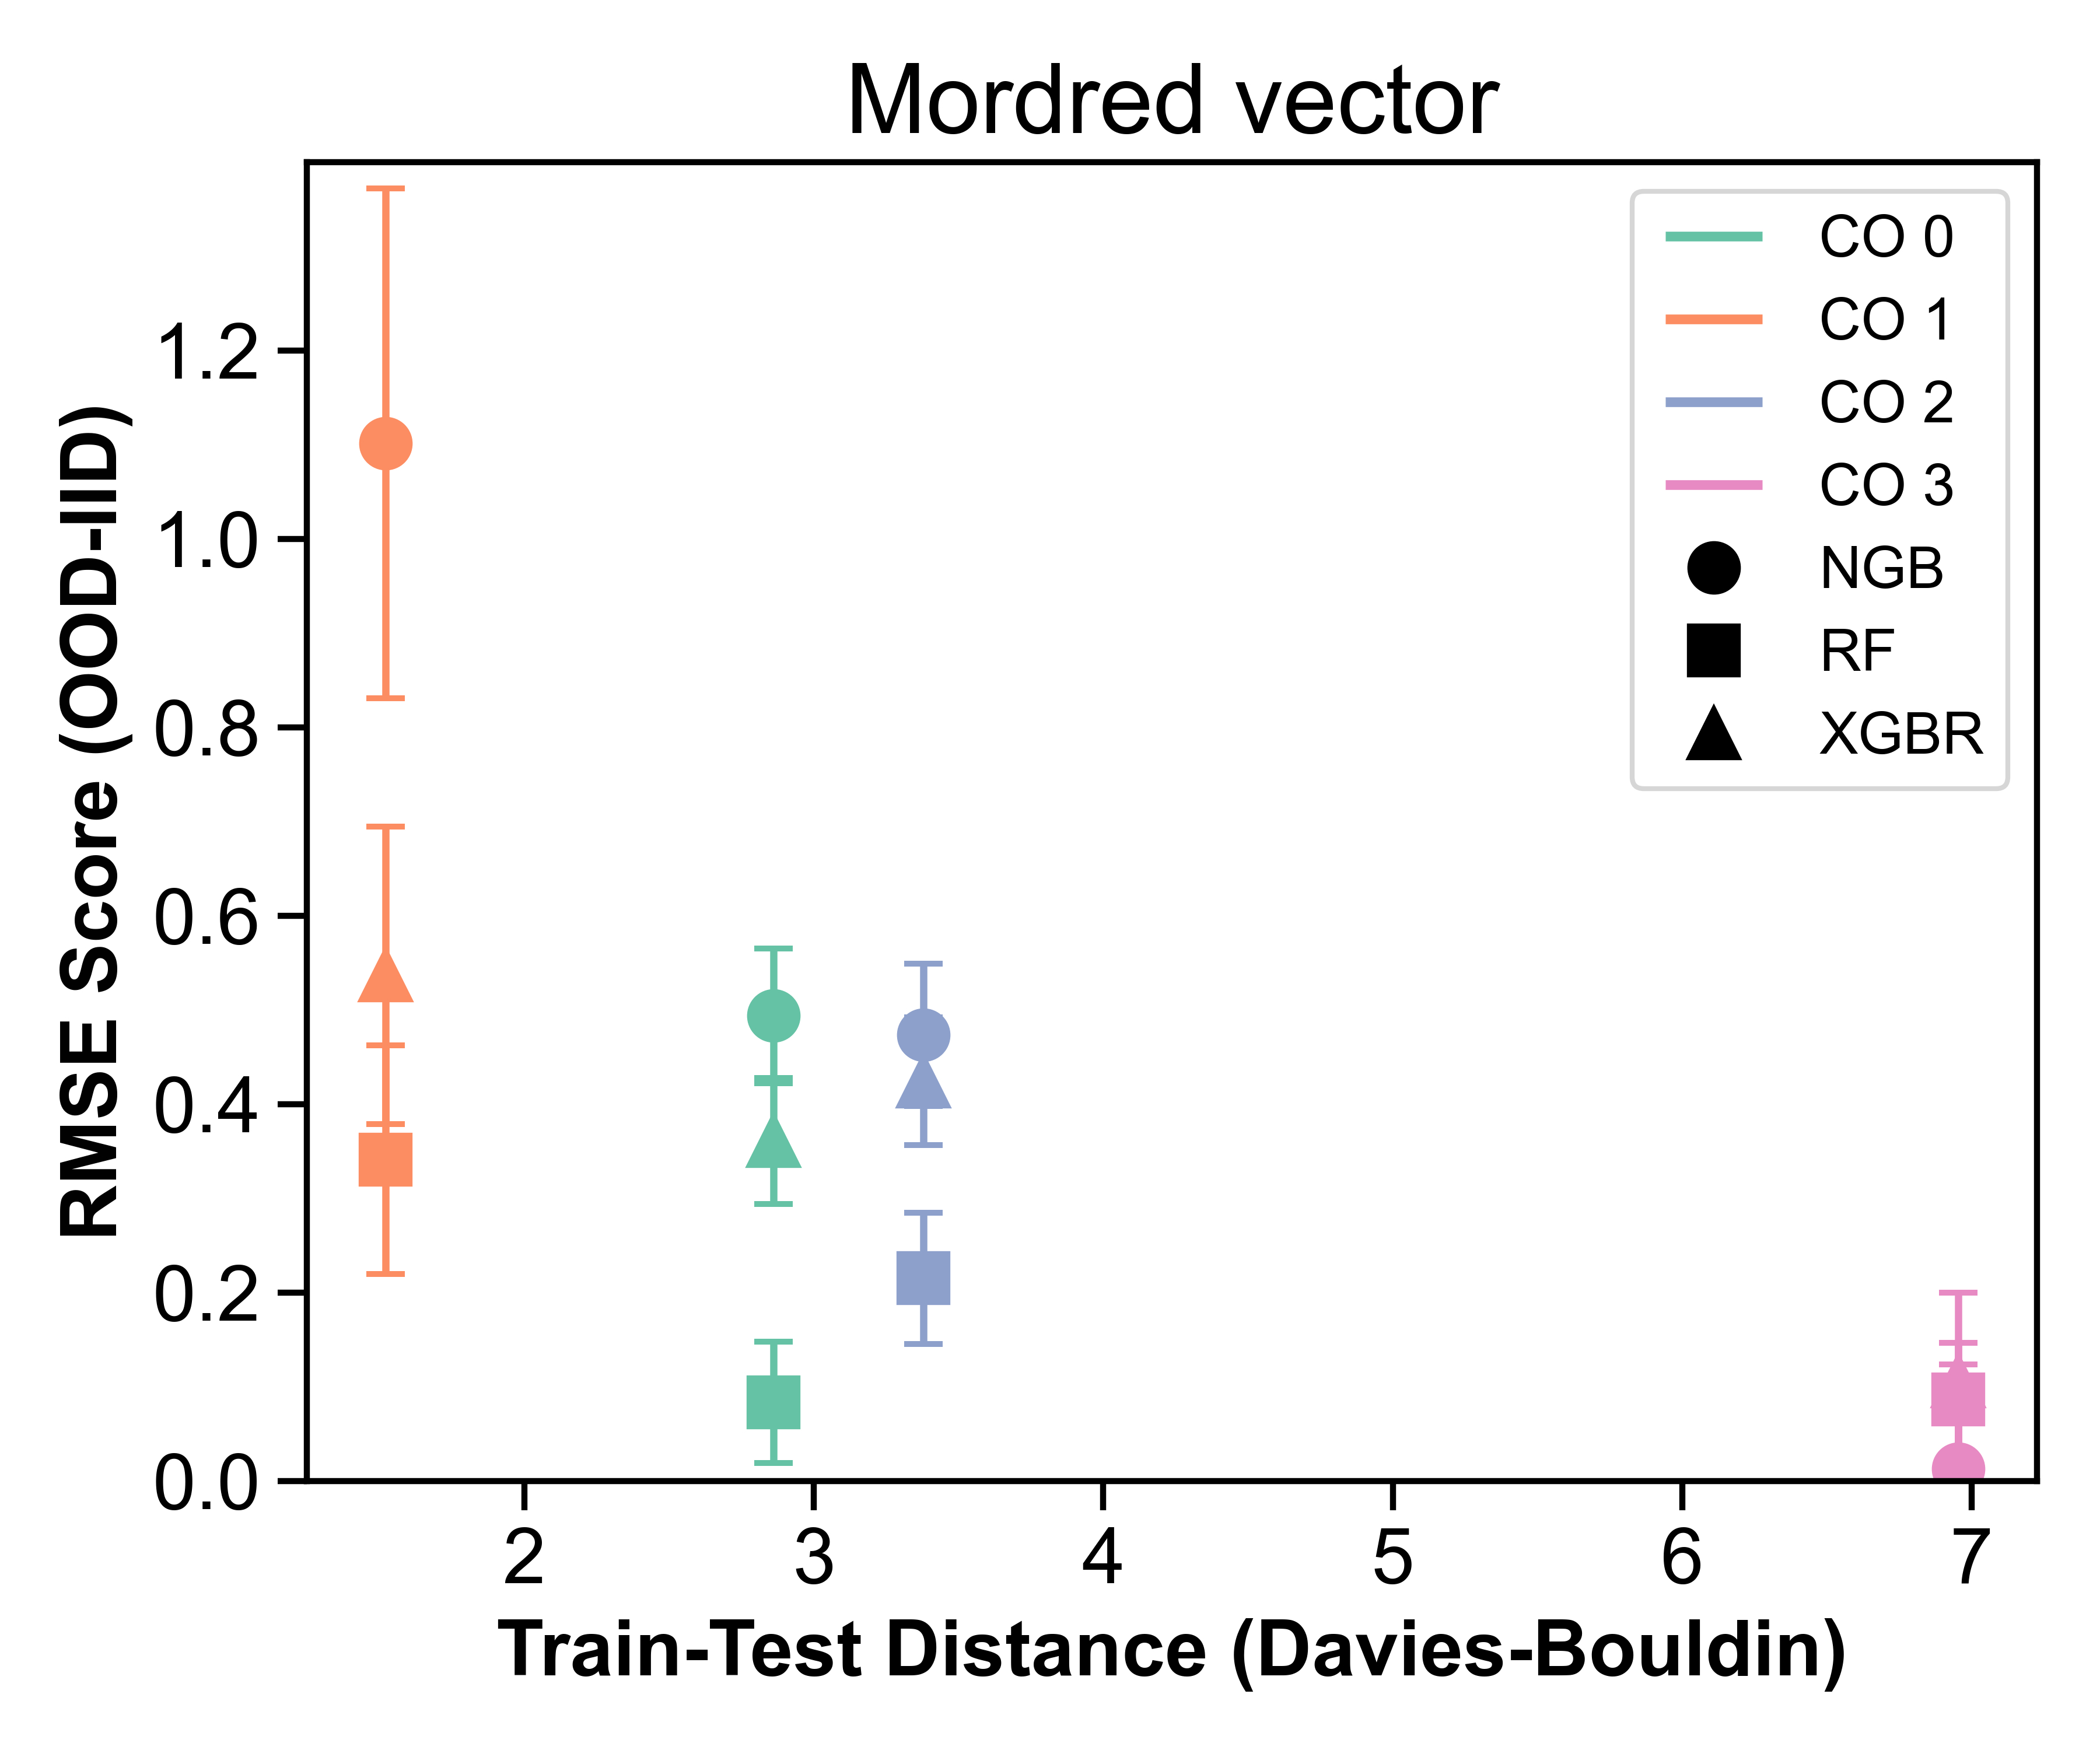 Mordred vector
RMSE Score (OOD-IID)
1.2
1.0
0.8
0.6
0.4
0.2
0.0
CO 0
CO 1
CO 2
CO 3
NGB
RF
XGBR
2 3 4 5 6 7
Train-Test Distance (Davies-Bouldin)